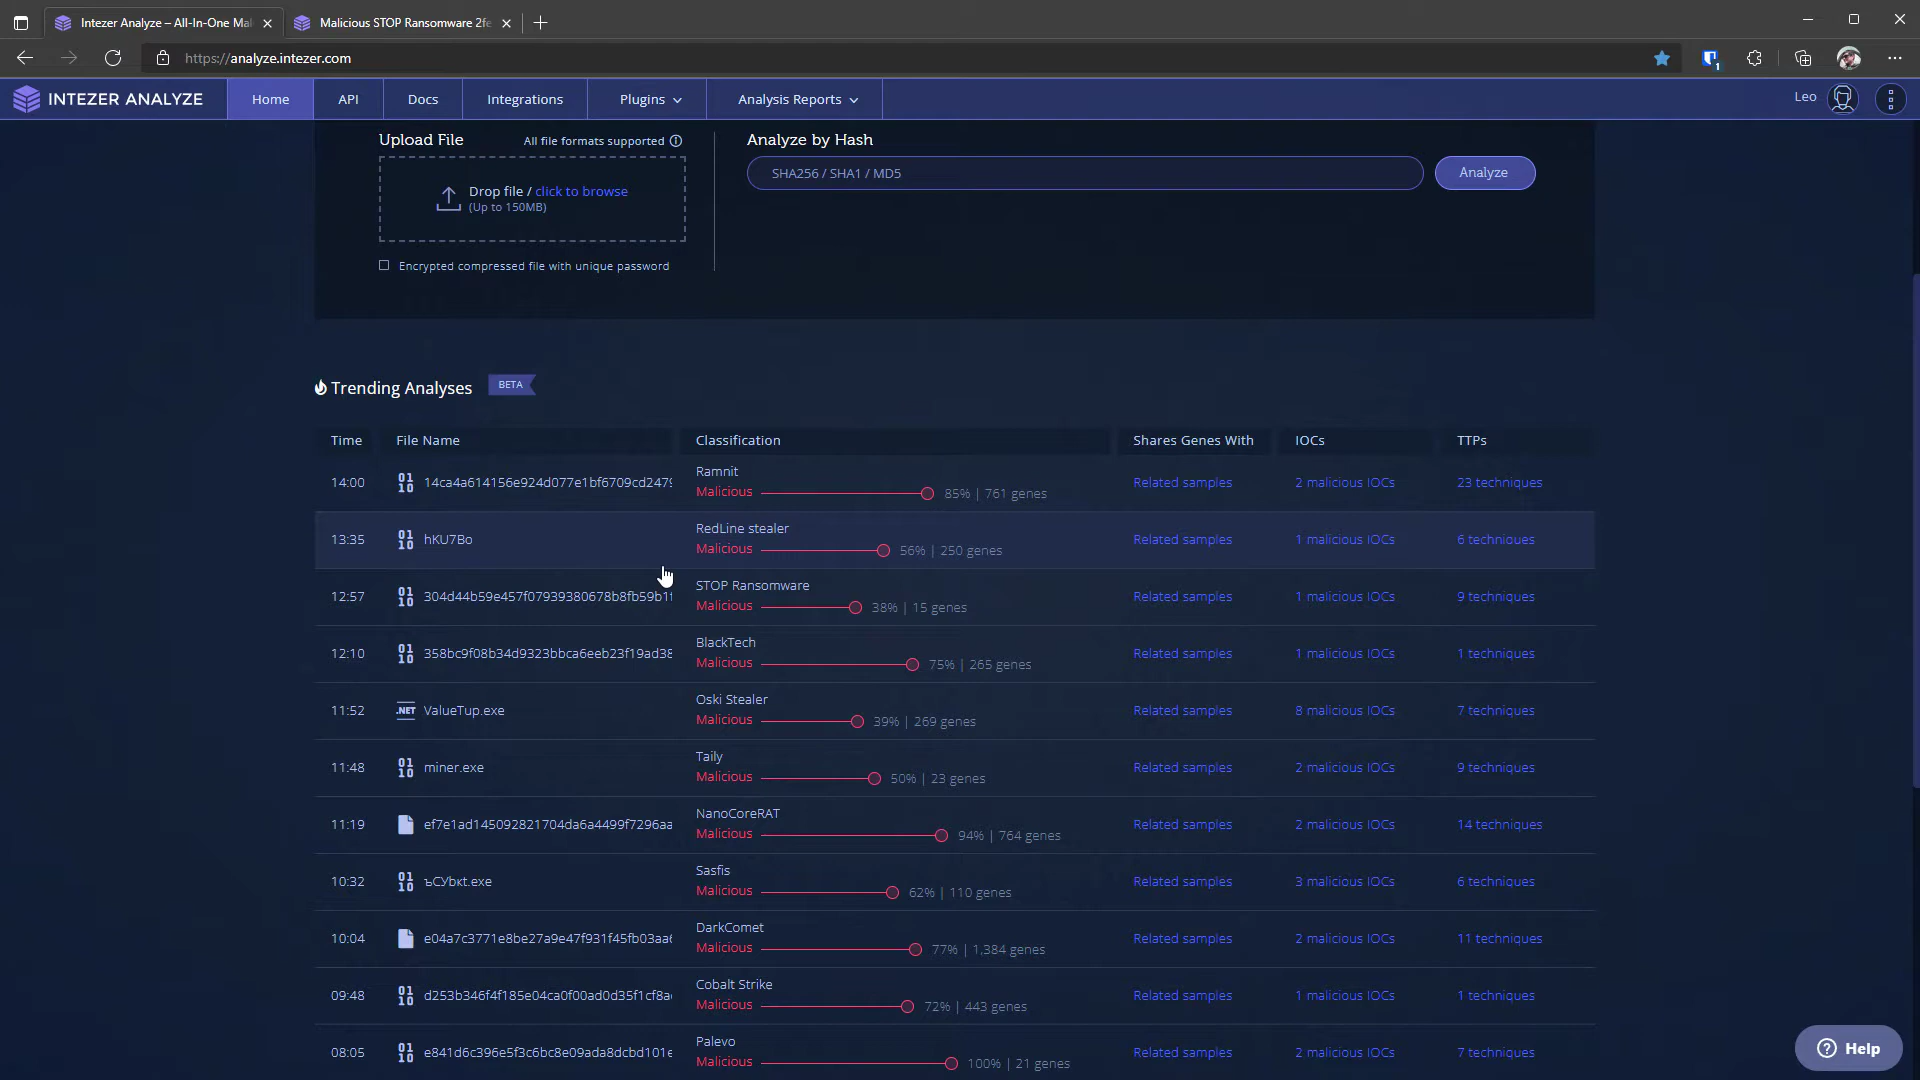 Intezer Analyze – All-In-One Mal
Malicious STOP Ransomware 2fe
https://analyze.intezer.com
1
INTEZER ANALYZE
Home
API
Docs
Integrations
Plugins
Analysis Reports
Leo
Upload File
All file formats supported
Drop file / click to browse
(Up to 150MB)
Encrypted compressed file with unique password
Analyze by Hash
SHA256 / SHA1 / MD5
Analyze
Trending Analyses
BETA
Time File Name Classification Shares Genes With IOCs TTPs
Ramnit
14:00 14ca4a614156e924d077e1bf6709cd2479 Malicious 85% | 761 genes Related samples 2 malicious IOCs 23 techniques
RedLine stealer
13:35 hKU7Bo Malicious 56% | 250 genes Related samples 1 malicious IOCs 6 techniques
STOP Ransomware
12:57 304d44b59e457f07939380678b8fb59b1f Malicious 38% | 15 genes Related samples 1 malicious IOCs 9 techniques
BlackTech
12:10 358bc9f08b34d9323bbca6eeb23f19ad38 Malicious 75% | 265 genes Related samples 1 malicious IOCs 1 techniques
Oski Stealer
11:52 .NET ValueTup.exe Malicious 39% | 269 genes Related samples 8 malicious IOCs 7 techniques
Taily
11:48 miner.exe Malicious 50% | 23 genes Related samples 2 malicious IOCs 9 techniques
NanoCoreRAT
11:19 ef7e1ad145092821704da6a4499f7296aa Malicious 94% | 764 genes Related samples 2 malicious IOCs 14 techniques
Sasfis
10:32 ъСУbкt.exe Malicious 62% | 110 genes Related samples 3 malicious IOCs 6 techniques
DarkComet
10:04 e04a7c3771e8be27a9e47f931f45fb03aa6 Malicious 77% | 1,384 genes Related samples 2 malicious IOCs 11 techniques
Cobalt Strike
09:48 d253b346f4f185e04ca0f00ad0d35f1cf8a Malicious 72% | 443 genes Related samples 1 malicious IOCs 1 techniques
Palevo
08:05 e841d6c396e5f3c6bc8e09ada8dcbd101e Malicious 100% | 21 genes Related samples 2 malicious IOCs 7 techniques
Help